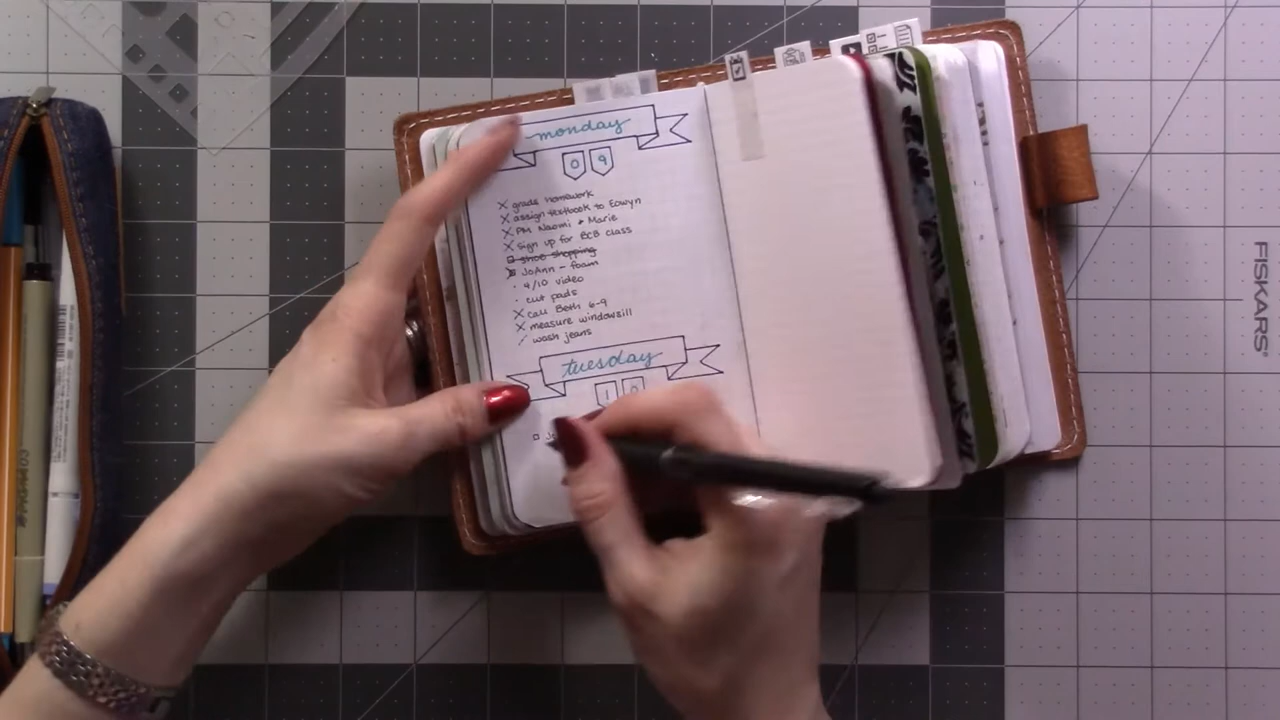 monday
0 9
X grade homework
X assign textbook to Eowyn
X PM Naomi + Marie
X sign up for BCB class
shoe shopping
JoAnn - foam
· 4/10 video
· cut pads
X call Beth 6-9
X measure windowsill
/ wash jeans
tuesday
1
FISKARS